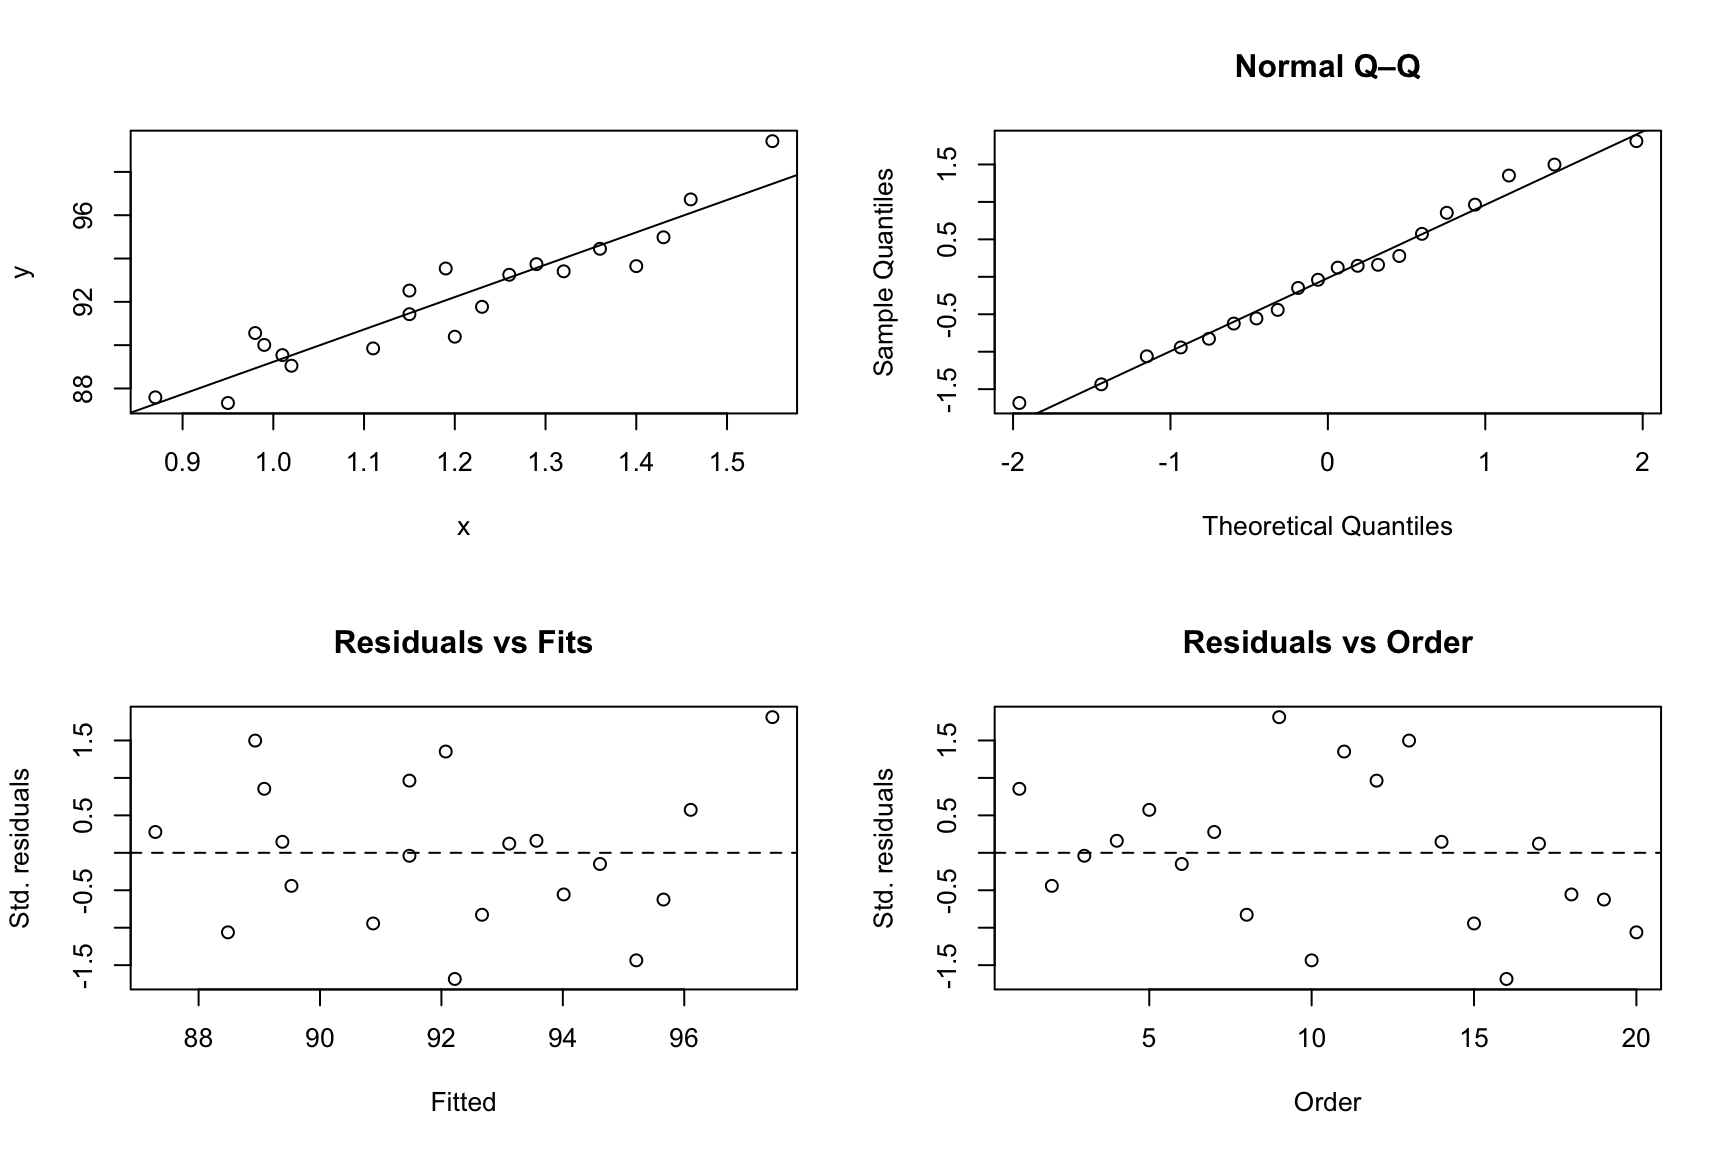 y
96
92
88
0.9 1.0 1.1 1.2 1.3 1.4 1.5
x
Normal Q–Q
Sample Quantiles
1.5
0.5
-0.5
-1.5
-2 -1 0 1 2
Theoretical Quantiles
Residuals vs Fits
Std. residuals
1.5
0.5
-0.5
-1.5
88 90 92 94 96
Fitted
Residuals vs Order
Std. residuals
1.5
0.5
-0.5
-1.5
5 10 15 20
Order